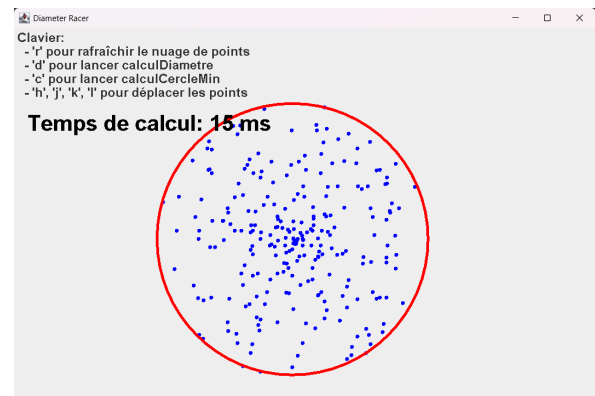 Diameter Racer
Clavier:
- 'r' pour rafraîchir le nuage de points
- 'd' pour lancer calculDiametre
- 'c' pour lancer calculCercleMin
- 'h', 'j', 'k', 'l' pour déplacer les points
Temps de calcul: 15 ms